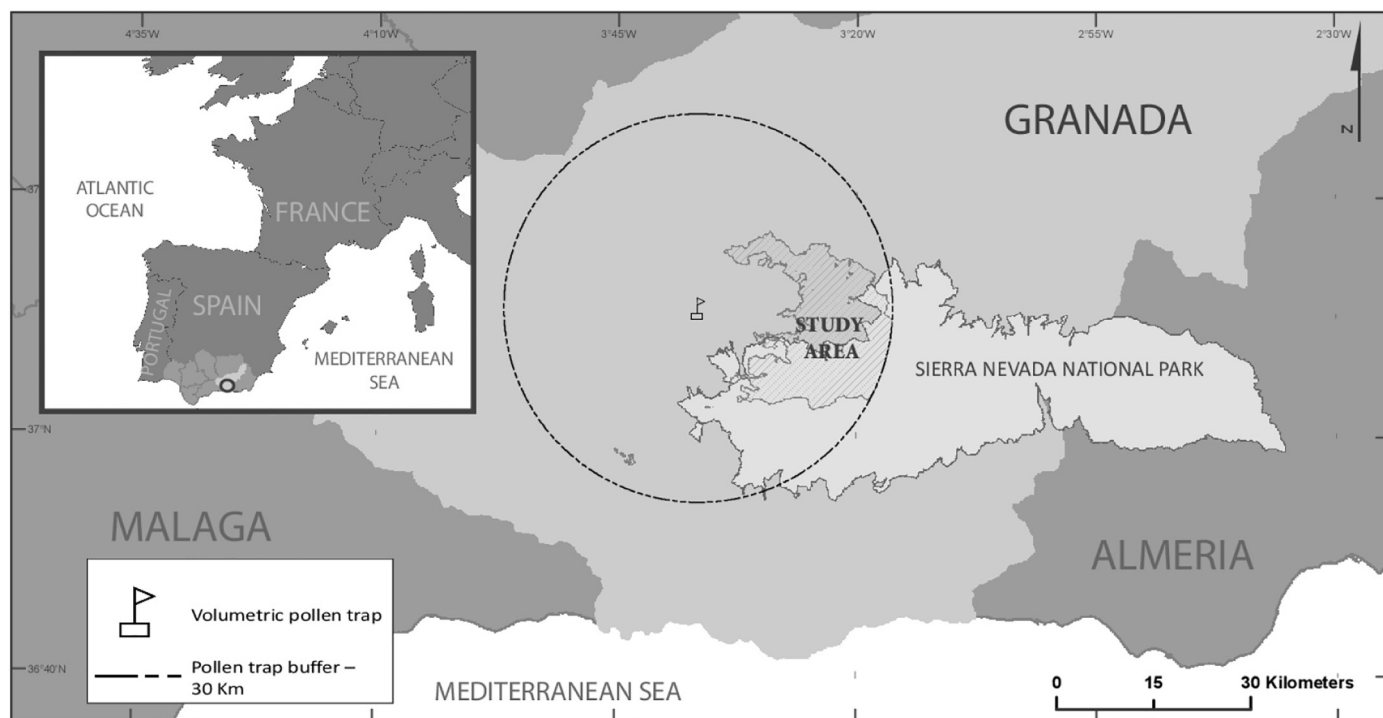 4°35'W
4°10'W
3°45'W
3°20'W
2°55'W
2°30'W
GRANADA
N
ATLANTIC
OCEAN
FRANCE
SPAIN
PORTUGAL
MEDITERRANEAN
SEA
STUDY
AREA
SIERRA NEVADA NATIONAL PARK
37°N
MALAGA
ALMERIA
Volumetric pollen trap
Pollen trap buffer –
30 Km
36°40'N
MEDITERRANEAN SEA
0 15 30 Kilometers